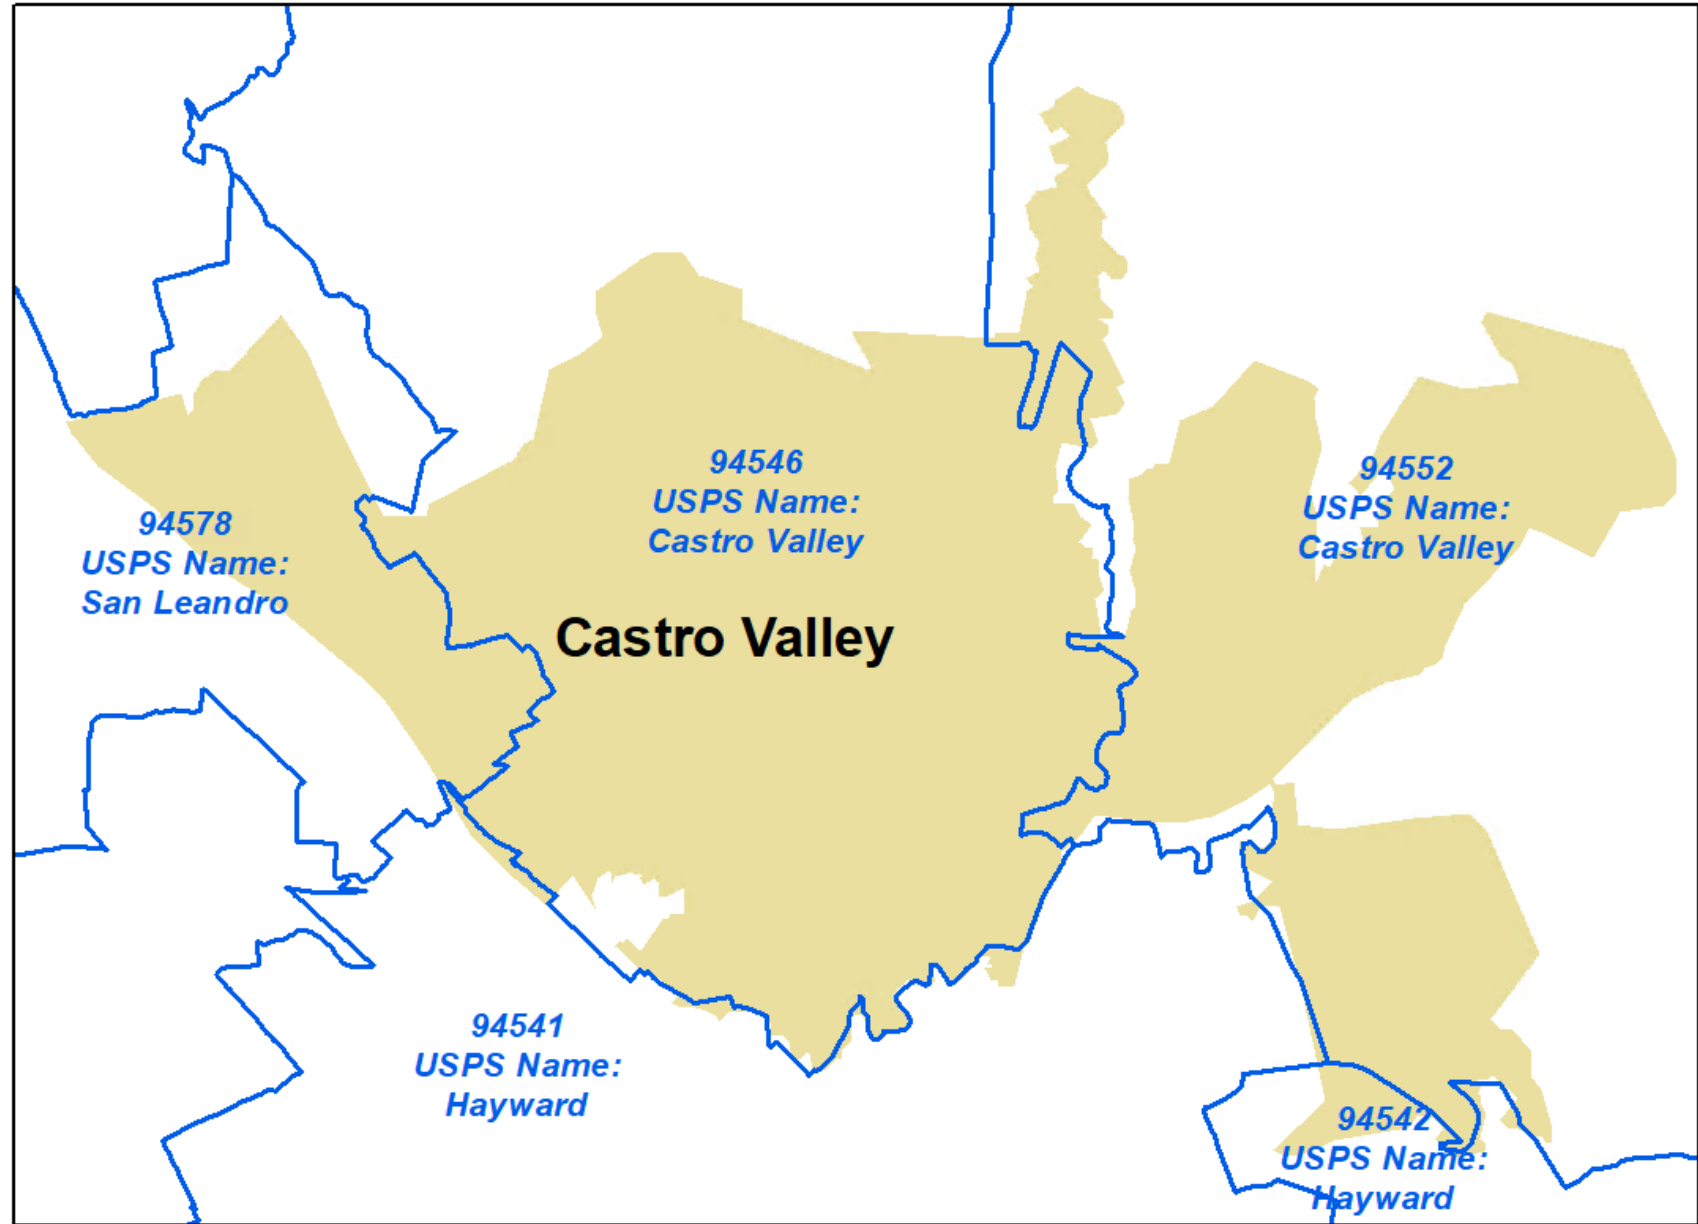 94546
USPS Name:
Castro Valley
94552
USPS Name:
Castro Valley
94578
USPS Name:
San Leandro
Castro Valley
94541
USPS Name:
Hayward
94542
USPS Name:
Hayward